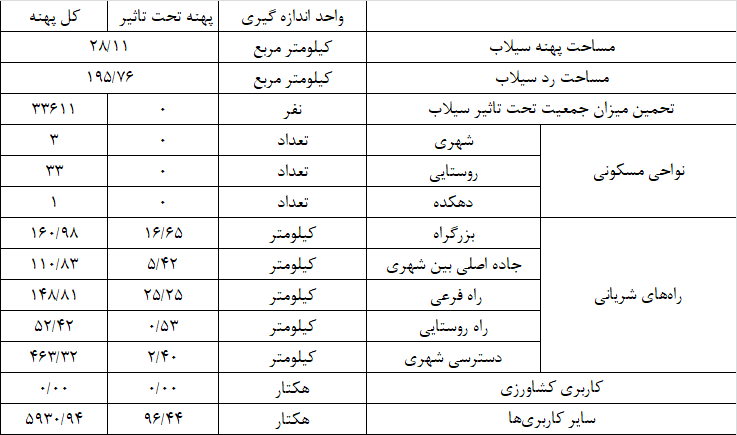 واحد اندازه گیری پهنه تحت تاثیر کل پهنه
مساحت پهنه سیلاب کیلومتر مربع ۲۸/۱۱
مساحت رد سیلاب کیلومتر مربع ۱۹۵/۷۶
تحمین میزان جمعیت تحت تاثیر سیلاب نفر ۰ ۳۳۶۱۱
نواحی مسکونی شهری تعداد ۰ ۳
روستایی تعداد ۰ ۳۳
دهکده تعداد ۰ ۱
راه‌های شریانی بزرگراه کیلومتر ۱۶/۶۵ ۱۶۰/۹۸
جاده اصلی بین شهری کیلومتر ۵/۴۲ ۱۱۰/۸۳
راه فرعی کیلومتر ۲۵/۲۵ ۱۴۸/۸۱
راه روستایی کیلومتر ۰/۵۳ ۵۲/۴۲
دسترسی شهری کیلومتر ۲/۴۰ ۴۶۳/۳۲
کاربری کشاورزی هکتار ۰/۰۰ ۰/۰۰
سایر کاربری‌ها هکتار ۹۶/۴۴ ۵۹۳۰/۹۴